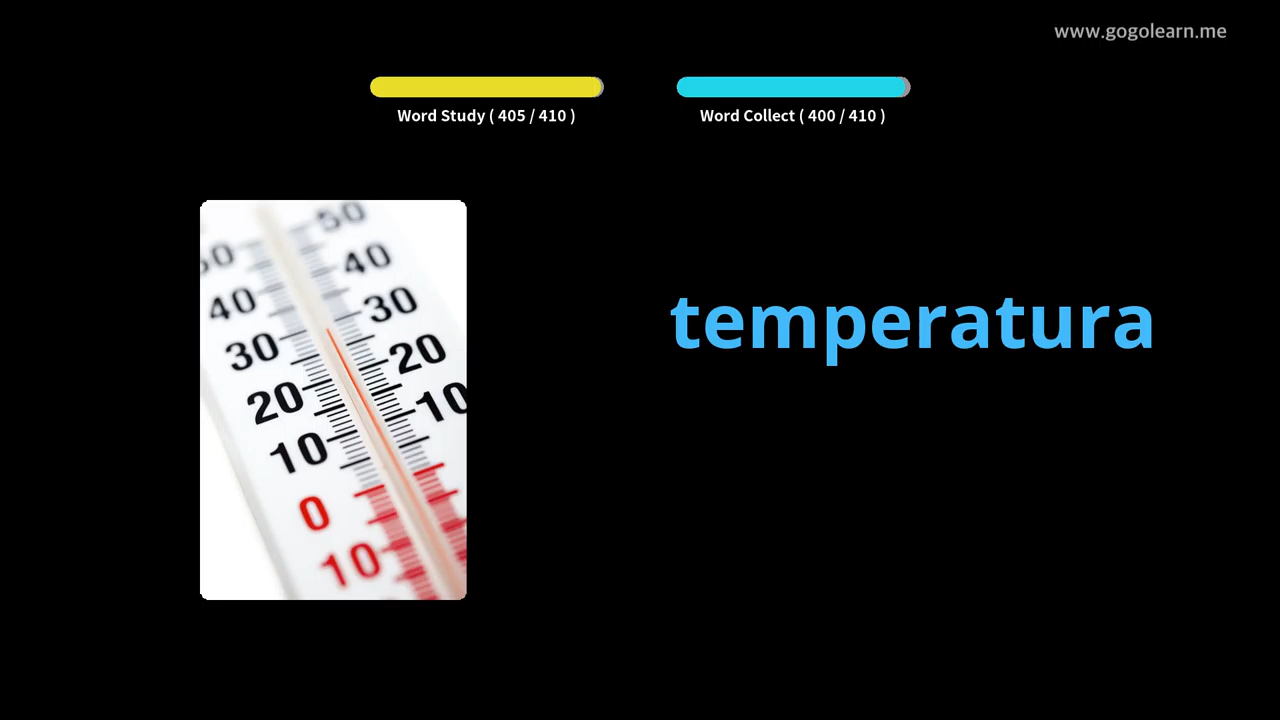 www.gogolearn.me
Word Study ( 405 / 410 )
Word Collect ( 400 / 410 )
50
40 40
30 30
20 20
10 10
0
10
temperatura